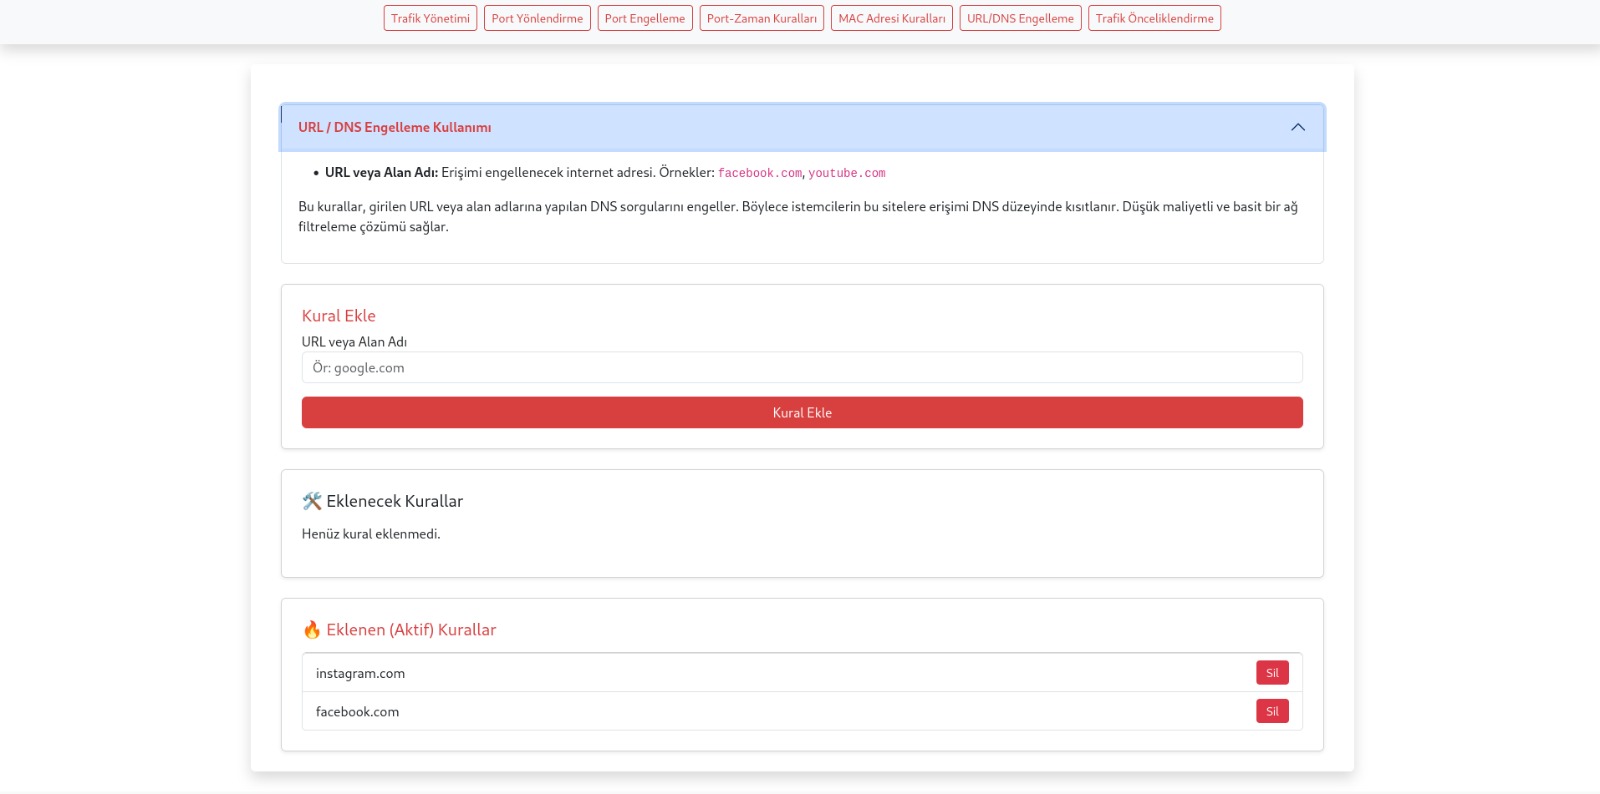 Trafik Yönetimi Port Yönlendirme Port Engelleme Port-Zaman Kuralları MAC Adresi Kuralları URL/DNS Engelleme Trafik Önceliklendirme
URL / DNS Engelleme Kullanımı
• URL veya Alan Adı: Erişimi engellenecek internet adresi. Örnekler: facebook.com, youtube.com
Bu kurallar, girilen URL veya alan adlarına yapılan DNS sorgularını engeller. Böylece istemcilerin bu sitelere erişimi DNS düzeyinde kısıtlanır. Düşük maliyetli ve basit bir ağ
filtreleme çözümü sağlar.
Kural Ekle
URL veya Alan Adı
Ör: google.com
Kural Ekle
🛠️ Eklenecek Kurallar
Henüz kural eklenmedi.
🔥 Eklenen (Aktif) Kurallar
instagram.com Sil
facebook.com Sil